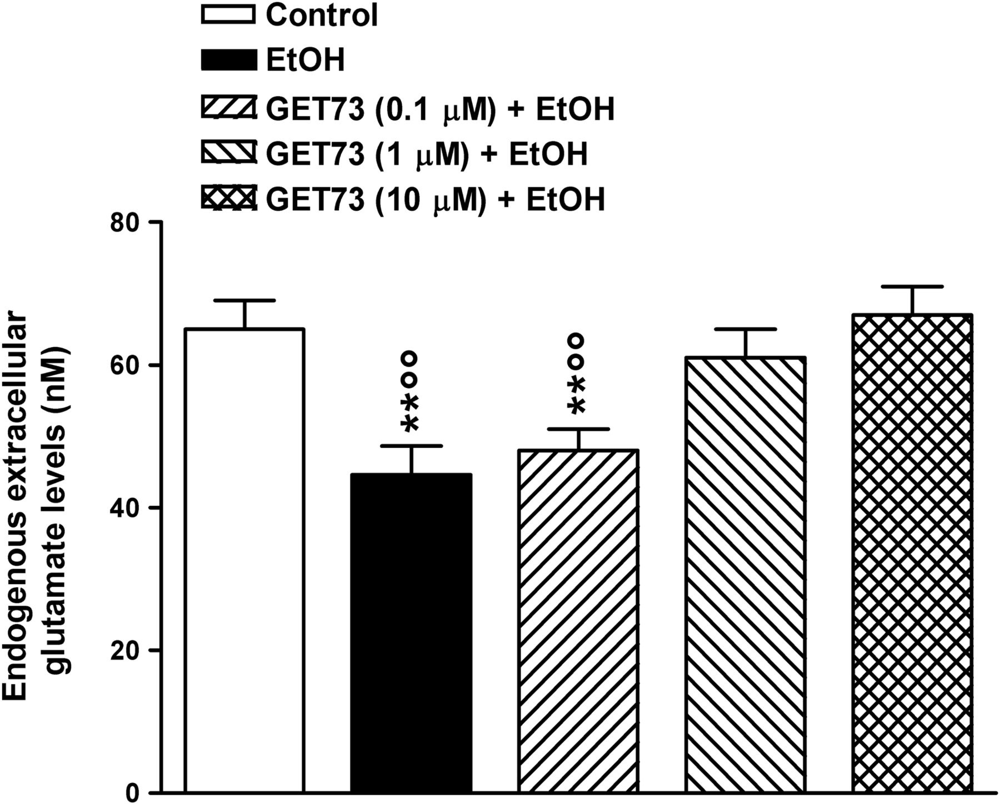 Control
EtOH
GET73 (0.1 μM) + EtOH
GET73 (1 μM) + EtOH
GET73 (10 μM) + EtOH
80
60
40
20
0
Endogenous extracellular
glutamate levels (nM)
**°°
**°°